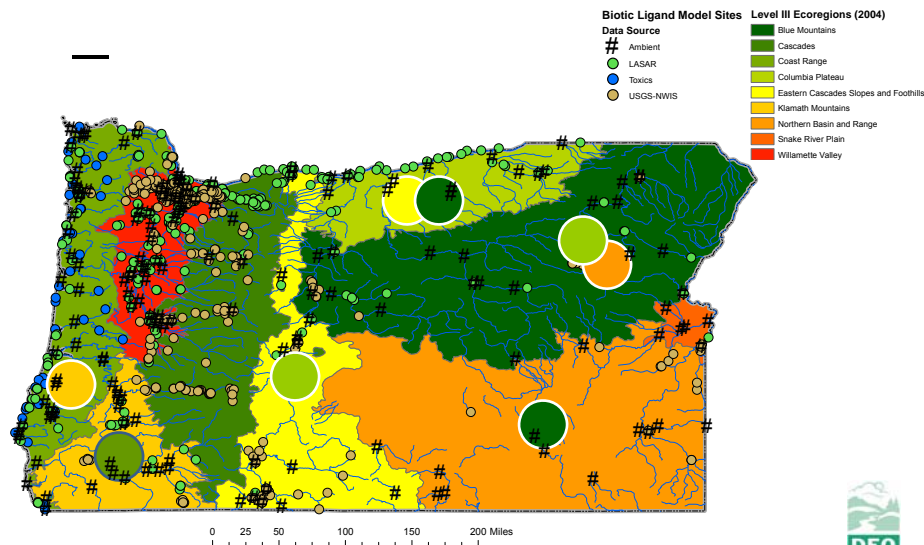 Biotic Ligand Model Sites
Data Source
# Ambient
LASAR
Toxics
USGS-NWIS
Level III Ecoregions (2004)
Blue Mountains
Cascades
Coast Range
Columbia Plateau
Eastern Cascades Slopes and Foothills
Klamath Mountains
Northern Basin and Range
Snake River Plain
Willamette Valley
0 25 50 100 150 200 Miles
DEQ